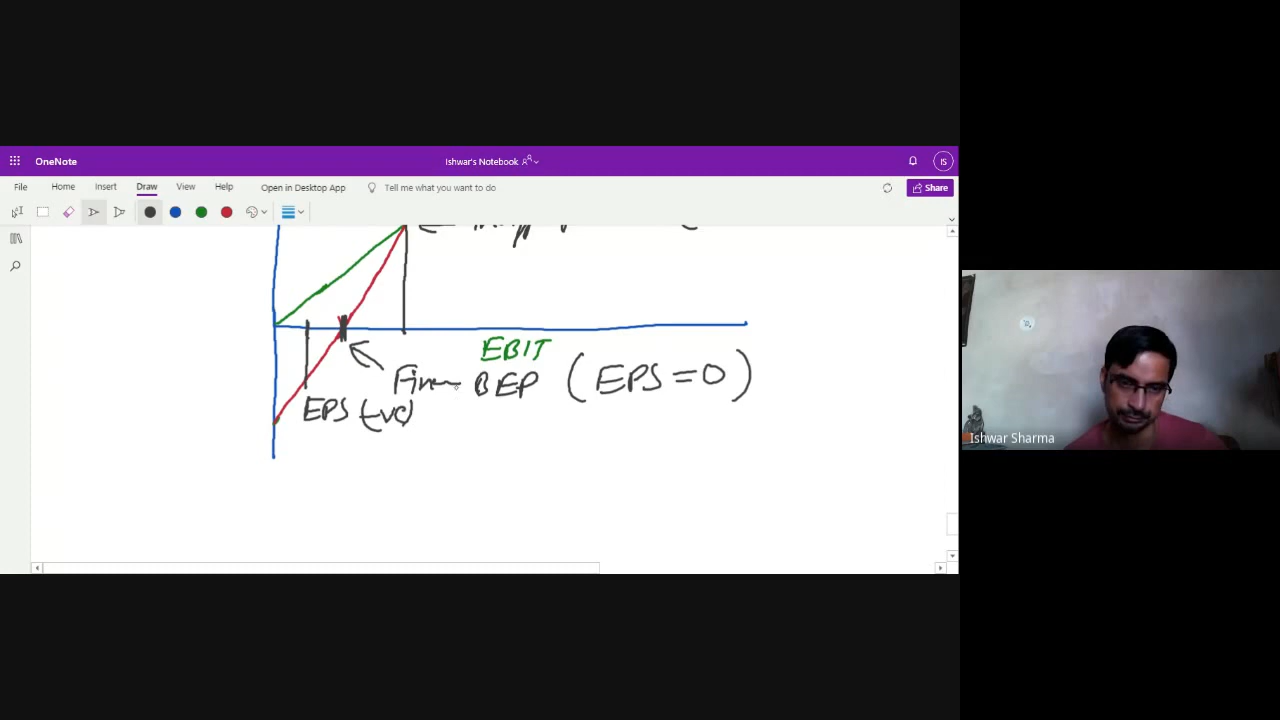 OneNote
Ishwar's Notebook
IS
File Home Insert Draw View Help Open in Desktop App Tell me what you want to do
Share
EBIT
BEP (EPS=0)
EPS (-ve)
Ishwar Sharma